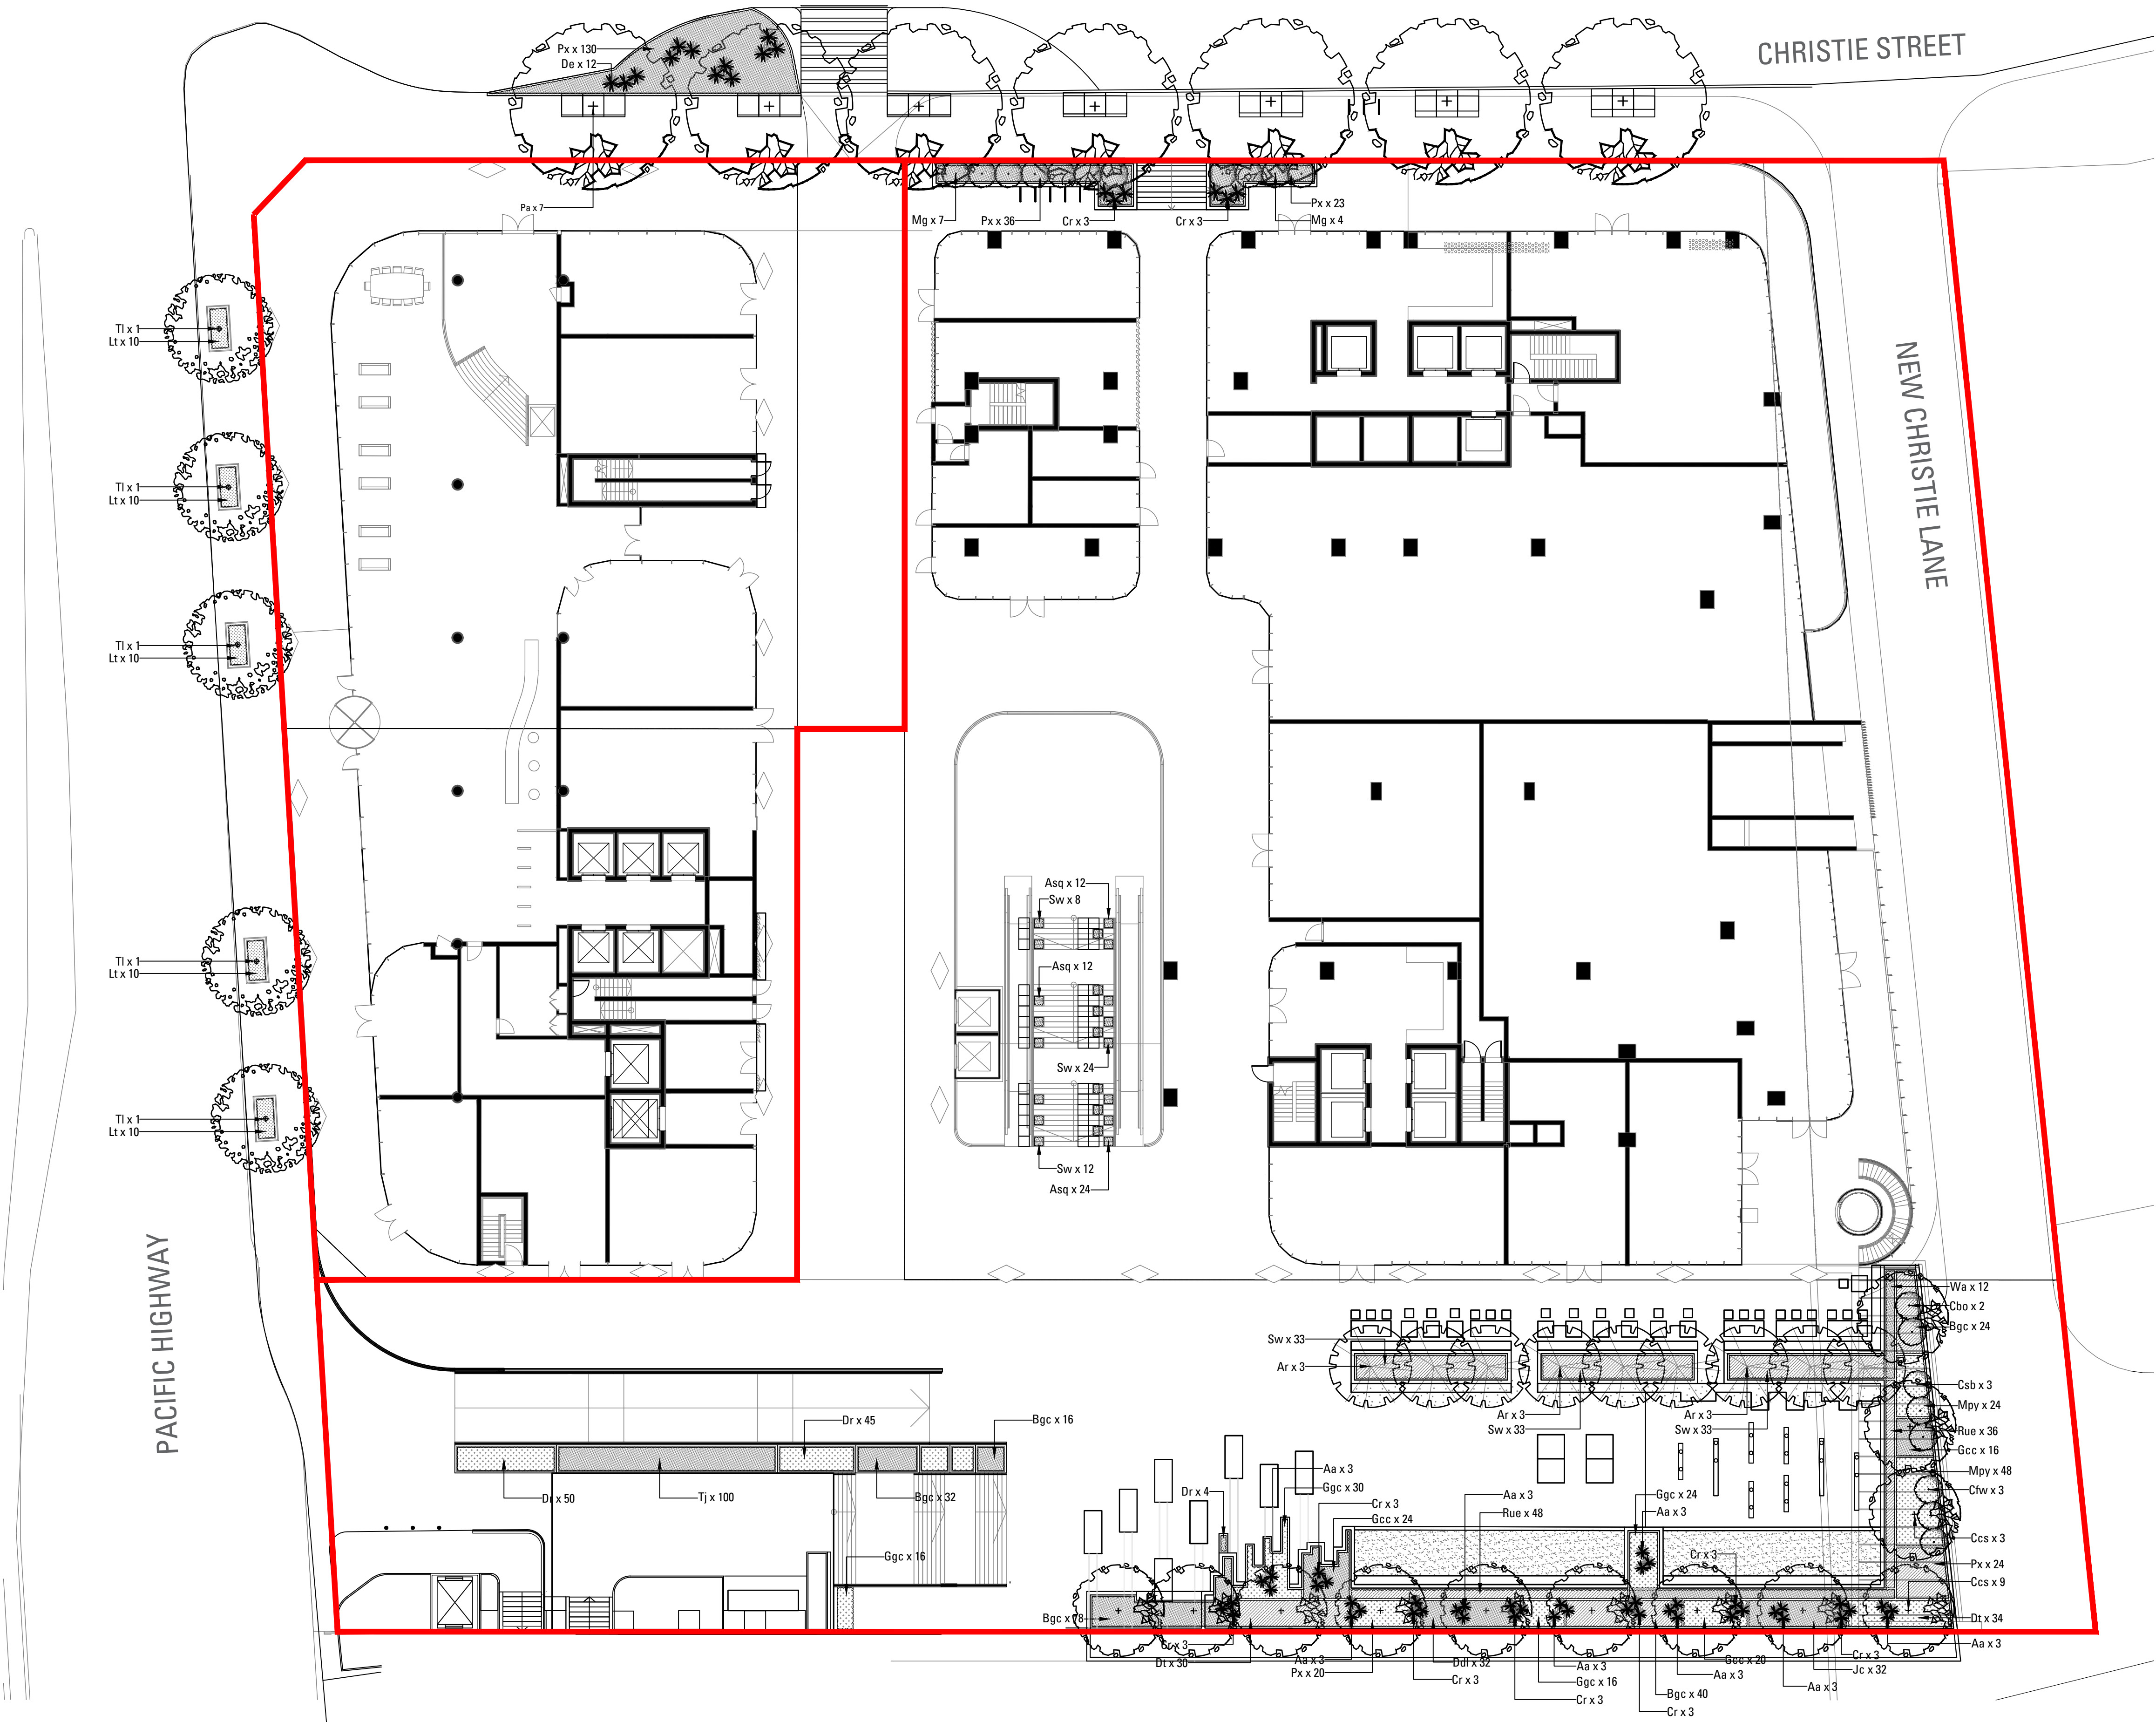 CHRISTIE STREET
Px x 130
De x 12
Pa x 7
Mg x 7
Px x 36
Cr x 3
Cr x 3
Px x 23
Mg x 4
NEW CHRISTIE LANE
Tl x 1
Lt x 10
Tl x 1
Lt x 10
Tl x 1
Lt x 10
Tl x 1
Lt x 10
Tl x 1
Lt x 10
Asq x 12
Sw x 8
Asq x 12
Sw x 24
Sw x 12
Asq x 24
PACIFIC HIGHWAY
Wa x 12
Cbo x 2
Bgc x 24
Sw x 33
Ar x 3
Csb x 3
Mpy x 24
Ar x 3
Sw x 33
Ar x 3
Sw x 33
Rue x 36
Gcc x 16
Mpy x 48
Cfw x 3
Dr x 45
Bgc x 16
Dr x 50
Tj x 100
Bgc x 32
Aa x 3
Ggc x 30
Dr x 4
Cr x 3
Gcc x 24
Aa x 3
Rue x 48
Ggc x 24
Aa x 3
Cr x 3
Ccs x 3
Px x 24
Ccs x 9
Dt x 34
Aa x 3
Ggc x 16
Bgc x 78
Cr x 3
Dt x 30
Aa x 3
Px x 20
Ddl x 32
Cr x 3
Aa x 3
Ggc x 16
Cr x 3
Bgc x 40
Cr x 3
Gcc x 20
Aa x 3
Cr x 3
Jc x 32
Aa x 3